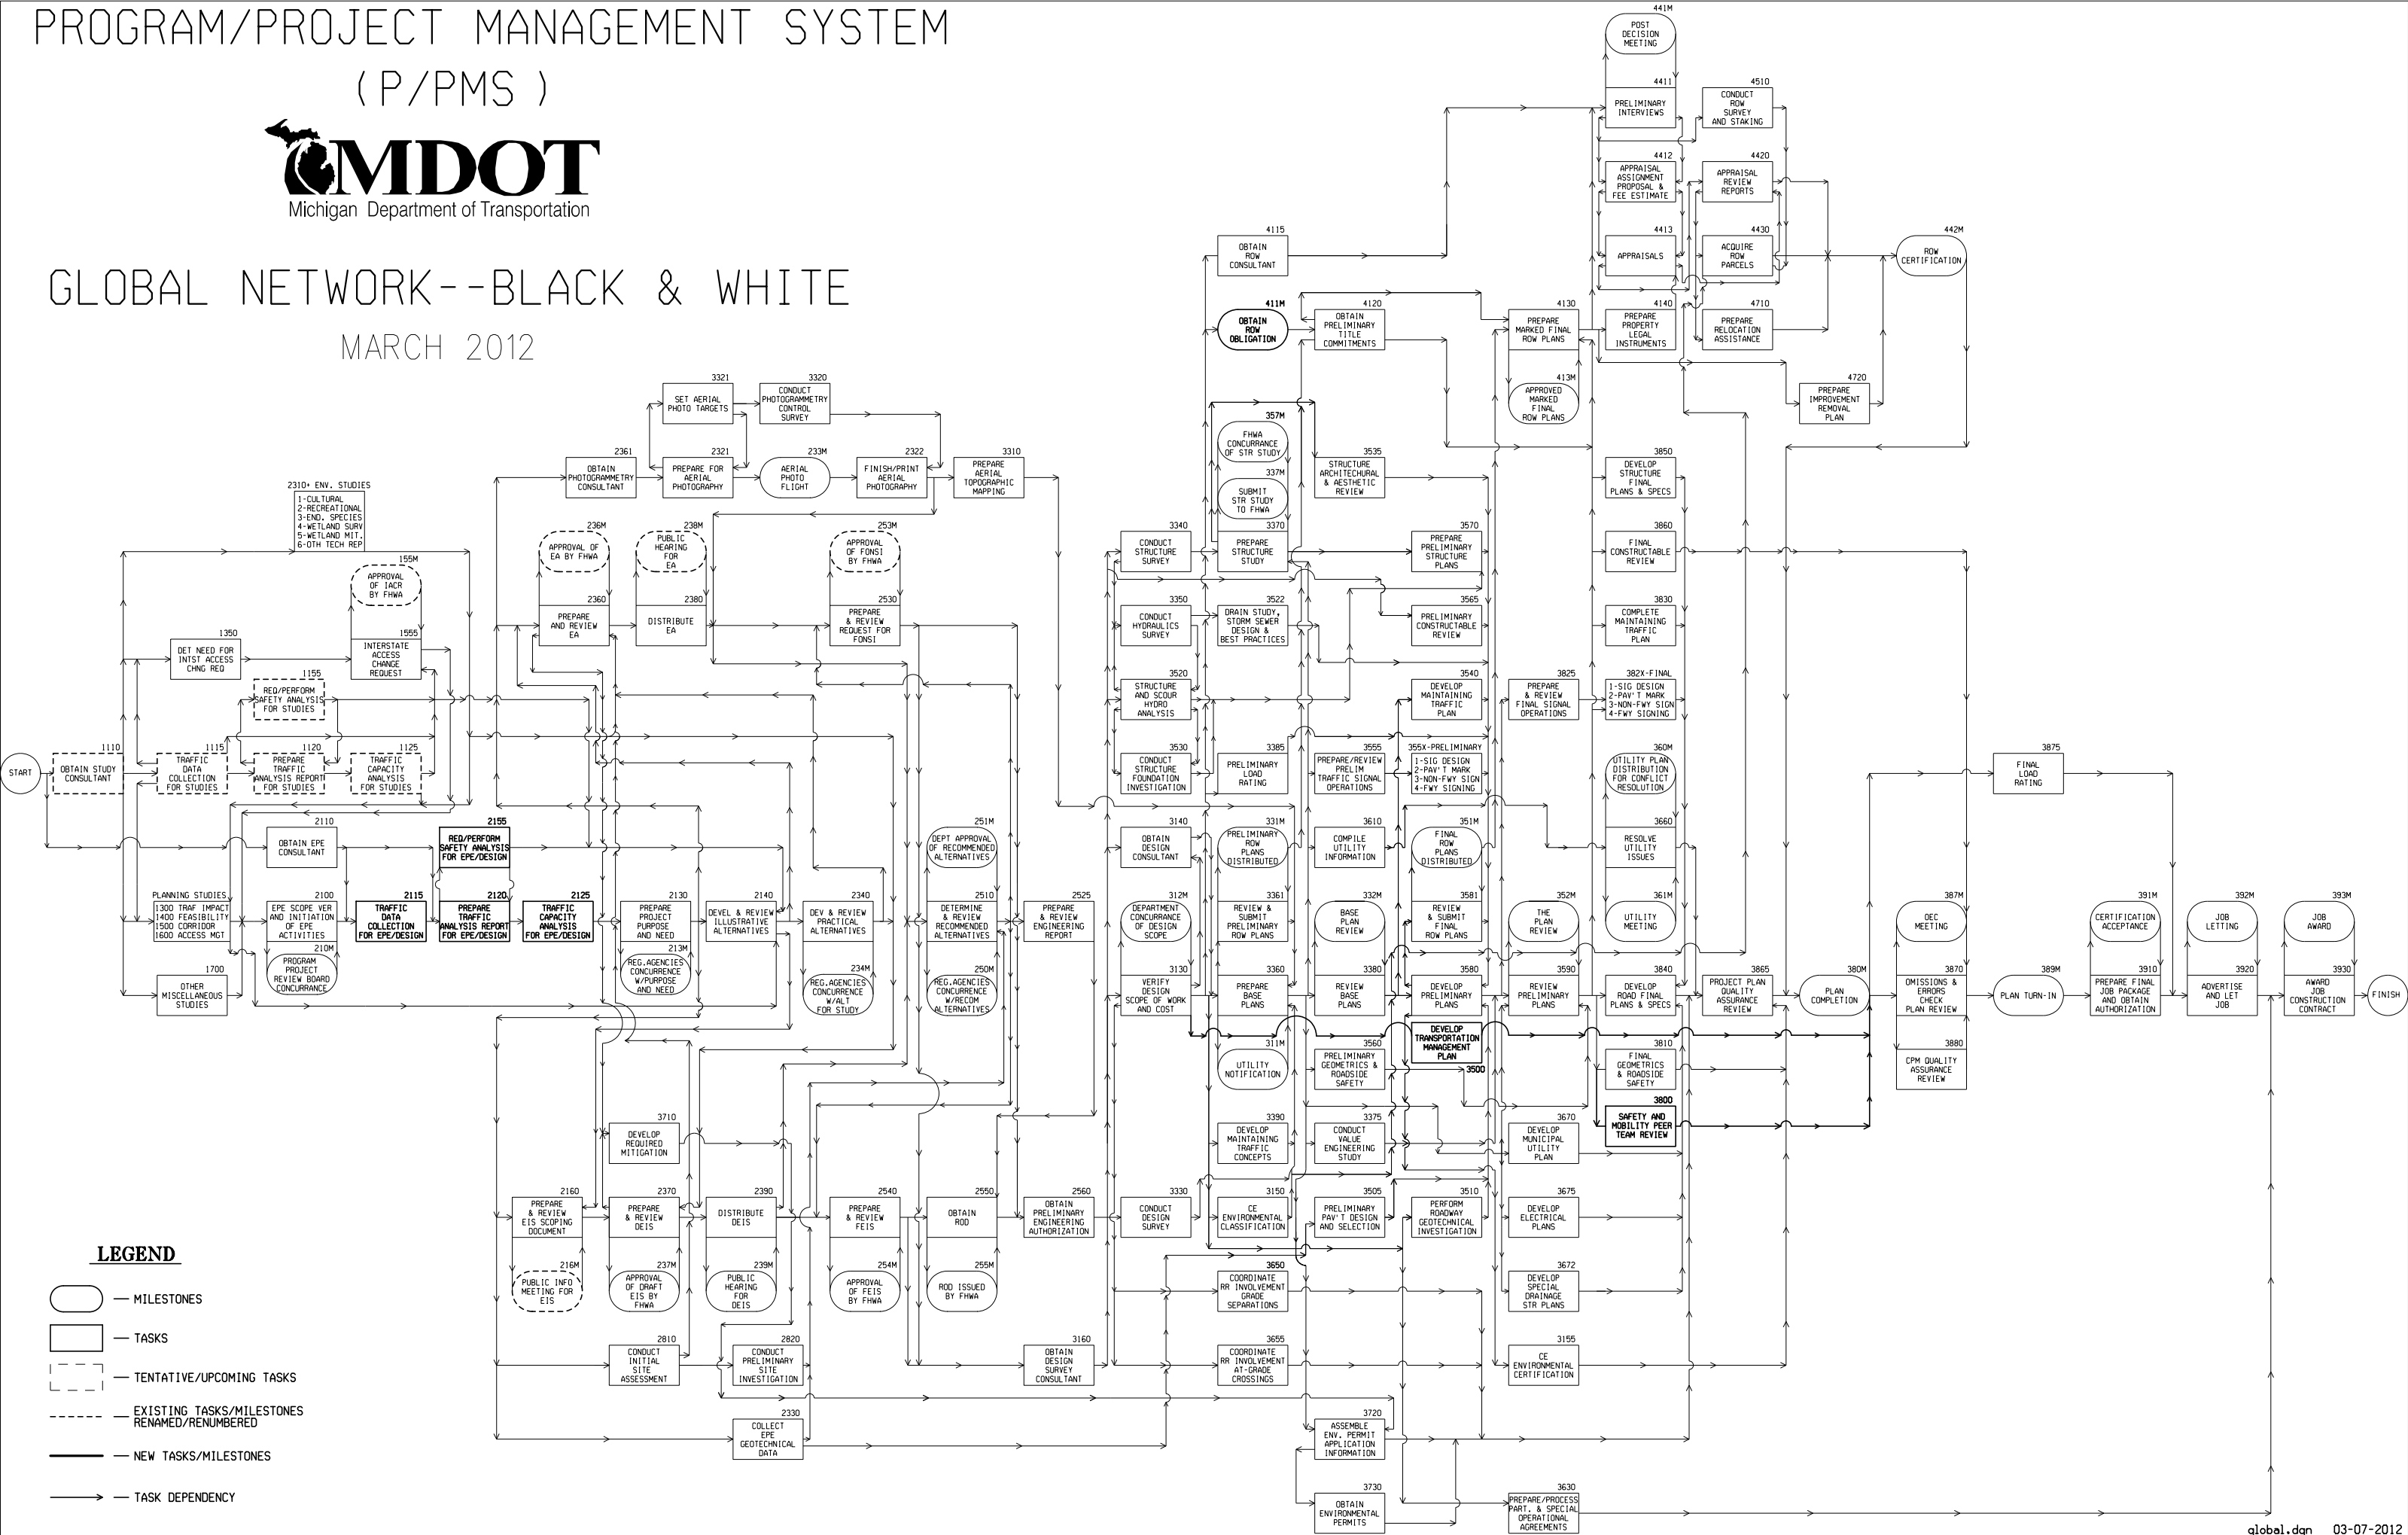 PROGRAM/PROJECT MANAGEMENT SYSTEM
( P/PMS )
MDOT
Michigan Department of Transportation
GLOBAL NETWORK--BLACK & WHITE
MARCH 2012
441M
POST
DECISION
MEETING
4411
PRELIMINARY
INTERVIEWS
4510
CONDUCT
ROW
SURVEY
AND STAKING
4412
APPRAISAL
ASSIGNMENT
PROPOSAL &
FEE ESTIMATE
4420
APPRAISAL
REVIEW
REPORTS
4115
OBTAIN
ROW
CONSULTANT
4413
APPRAISALS
4430
ACQUIRE
ROW
PARCELS
442M
ROW
CERTIFICATION
411M
OBTAIN
ROW
OBLIGATION
4120
OBTAIN
PRELIMINARY
TITLE
COMMITMENTS
4130
PREPARE
MARKED FINAL
ROW PLANS
4140
PREPARE
PROPERTY
LEGAL
INSTRUMENTS
4710
PREPARE
RELOCATION
ASSISTANCE
413M
APPROVED
MARKED
FINAL
ROW PLANS
4720
PREPARE
IMPROVEMENT
REMOVAL
PLAN
3321
SET AERIAL
PHOTO TARGETS
3320
CONDUCT
PHOTOGRAMMETRY
CONTROL
SURVEY
2361
OBTAIN
PHOTOGRAMMETRY
CONSULTANT
2321
PREPARE FOR
AERIAL
PHOTOGRAPHY
233M
AERIAL
PHOTO
FLIGHT
2322
FINISH/PRINT
AERIAL
PHOTOGRAPHY
3310
PREPARE
AERIAL
TOPOGRAPHIC
MAPPING
357M
FHWA
CONCURRANCE
OF STR STUDY
337M
SUBMIT
STR STUDY
TO FHWA
3535
STRUCTURE
ARCHITECHURAL
& AESTHETIC
REVIEW
3850
DEVELOP
STRUCTURE
FINAL
PLANS & SPECS
2310+ ENV. STUDIES
1-CULTURAL
2-RECREATIONAL
3-END. SPECIES
4-WETLAND SURV
5-WETLAND MIT.
6-OTH TECH REP
155M
APPROVAL
OF IACR
BY FHWA
236M
APPROVAL OF
EA BY FHWA
238M
PUBLIC
HEARING
FOR
EA
253M
APPROVAL
OF FONSI
BY FHWA
3340
CONDUCT
STRUCTURE
SURVEY
3370
PREPARE
STRUCTURE
STUDY
3570
PREPARE
PRELIMINARY
STRUCTURE
PLANS
3860
FINAL
CONSTRUCTABLE
REVIEW
1350
DET NEED FOR
INTST ACCESS
CHNG REQ
1555
INTERSTATE
ACCESS
CHANGE
REQUEST
2360
PREPARE
AND REVIEW
EA
2380
DISTRIBUTE
EA
2530
PREPARE
& REVIEW
REQUEST FOR
FONSI
3350
CONDUCT
HYDRAULICS
SURVEY
3522
DRAIN STUDY,
STORM SEWER
DESIGN &
BEST PRACTICES
3565
PRELIMINARY
CONSTRUCTABLE
REVIEW
3830
COMPLETE
MAINTAINING
TRAFFIC
PLAN
1155
REQ/PERFORM
SAFETY ANALYSIS
FOR STUDIES
3520
STRUCTURE
AND SCOUR
HYDRO
ANALYSIS
3540
DEVELOP
MAINTAINING
TRAFFIC
PLAN
3825
PREPARE
& REVIEW
FINAL SIGNAL
OPERATIONS
382X-FINAL
1-SIG DESIGN
2-PAV'T MARK
3-NON-FWY SIGN
4-FWY SIGNING
START
1110
OBTAIN STUDY
CONSULTANT
1115
TRAFFIC
DATA
COLLECTION
FOR STUDIES
1120
PREPARE
TRAFFIC
ANALYSIS REPORT
FOR STUDIES
1125
TRAFFIC
CAPACITY
ANALYSIS
FOR STUDIES
3530
CONDUCT
STRUCTURE
FOUNDATION
INVESTIGATION
3385
PRELIMINARY
LOAD
RATING
3555
PREPARE/REVIEW
PRELIM
TRAFFIC SIGNAL
OPERATIONS
355X-PRELIMINARY
1-SIG DESIGN
2-PAV'T MARK
3-NON-FWY SIGN
4-FWY SIGNING
360M
UTILITY PLAN
DISTRIBUTION
FOR CONFLICT
RESOLUTION
3875
FINAL
LOAD
RATING
2110
OBTAIN EPE
CONSULTANT
2155
REQ/PERFORM
SAFETY ANALYSIS
FOR EPE/DESIGN
251M
DEPT APPROVAL
OF RECOMMENDED
ALTERNATIVES
3140
OBTAIN
DESIGN
CONSULTANT
331M
PRELIMINARY
ROW
PLANS
DISTRIBUTED
3610
COMPILE
UTILITY
INFORMATION
351M
FINAL
ROW
PLANS
DISTRIBUTED
3660
RESOLVE
UTILITY
ISSUES
PLANNING STUDIES
1300 TRAF IMPACT
1400 FEASIBILITY
1500 CORRIDOR
1600 ACCESS MGT
2100
EPE SCOPE VER
AND INITIATION
OF EPE
ACTIVITIES
2115
TRAFFIC
DATA
COLLECTION
FOR EPE/DESIGN
2120
PREPARE
TRAFFIC
ANALYSIS REPORT
FOR EPE/DESIGN
2125
TRAFFIC
CAPACITY
ANALYSIS
FOR EPE/DESIGN
2130
PREPARE
PROJECT
PURPOSE
AND NEED
2140
DEVEL & REVIEW
ILLUSTRATIVE
ALTERNATIVES
2340
DEV & REVIEW
PRACTICAL
ALTERNATIVES
2510
DETERMINE
& REVIEW
RECOMMENDED
ALTERNATIVES
2525
PREPARE
& REVIEW
ENGINEERING
REPORT
312M
DEPARTMENT
CONCURRANCE
OF DESIGN
SCOPE
3361
REVIEW &
SUBMIT
PRELIMINARY
ROW PLANS
332M
BASE
PLAN
REVIEW
3581
REVIEW
& SUBMIT
FINAL
ROW PLANS
352M
THE
PLAN
REVIEW
361M
UTILITY
MEETING
387M
OEC
MEETING
391M
CERTIFICATION
ACCEPTANCE
392M
JOB
LETTING
393M
JOB
AWARD
210M
PROGRAM
PROJECT
REVIEW BOARD
CONCURRANCE
213M
REG.AGENCIES
CONCURRENCE
W/PURPOSE
AND NEED
234M
REG.AGENCIES
CONCURRENCE
W/ALT
FOR STUDY
250M
REG.AGENCIES
CONCURRENCE
W/RECOM
ALTERNATIVES
1700
OTHER
MISCELLANEOUS
STUDIES
3130
VERIFY
DESIGN
SCOPE OF WORK
AND COST
3360
PREPARE
BASE
PLANS
3380
REVIEW
BASE
PLANS
3580
DEVELOP
PRELIMINARY
PLANS
3590
REVIEW
PRELIMINARY
PLANS
3840
DEVELOP
ROAD FINAL
PLANS & SPECS
3865
PROJECT PLAN
QUALITY
ASSURANCE
REVIEW
380M
PLAN
COMPLETION
3870
OMISSIONS &
ERRORS
CHECK
PLAN REVIEW
389M
PLAN TURN-IN
3910
PREPARE FINAL
JOB PACKAGE
AND OBTAIN
AUTHORIZATION
3920
ADVERTISE
AND LET
JOB
3930
AWARD
JOB
CONSTRUCTION
CONTRACT
FINISH
DEVELOP
TRANSPORTATION
MANAGEMENT
PLAN
3500
311M
UTILITY
NOTIFICATION
3560
PRELIMINARY
GEOMETRICS &
ROADSIDE
SAFETY
3810
FINAL
GEOMETRICS
& ROADSIDE
SAFETY
3880
CPM QUALITY
ASSURANCE
REVIEW
3710
DEVELOP
REQUIRED
MITIGATION
3390
DEVELOP
MAINTAINING
TRAFFIC
CONCEPTS
3375
CONDUCT
VALUE
ENGINEERING
STUDY
3670
DEVELOP
MUNICIPAL
UTILITY
PLAN
3800
SAFETY AND
MOBILITY PEER
TEAM REVIEW
2160
PREPARE
& REVIEW
EIS SCOPING
DOCUMENT
2370
PREPARE
& REVIEW
DEIS
2390
DISTRIBUTE
DEIS
2540
PREPARE
& REVIEW
FEIS
2550
OBTAIN
ROD
2560
OBTAIN
PRELIMINARY
ENGINEERING
AUTHORIZATION
3330
CONDUCT
DESIGN
SURVEY
3150
CE
ENVIRONMENTAL
CLASSIFICATION
3505
PRELIMINARY
PAV'T DESIGN
AND SELECTION
3510
PERFORM
ROADWAY
GEOTECHNICAL
INVESTIGATION
3675
DEVELOP
ELECTRICAL
PLANS
216M
PUBLIC INFO
MEETING FOR
EIS
237M
APPROVAL
OF DRAFT
EIS BY
FHWA
239M
PUBLIC
HEARING
FOR
DEIS
254M
APPROVAL
OF FEIS
BY FHWA
255M
ROD ISSUED
BY FHWA
3650
COORDINATE
RR INVOLVEMENT
GRADE
SEPARATIONS
3672
DEVELOP
SPECIAL
DRAINAGE
STR PLANS
2810
CONDUCT
INITIAL
SITE
ASSESSMENT
2820
CONDUCT
PRELIMINARY
SITE
INVESTIGATION
3160
OBTAIN
DESIGN
SURVEY
CONSULTANT
3655
COORDINATE
RR INVOLVEMENT
AT-GRADE
CROSSINGS
3155
CE
ENVIRONMENTAL
CERTIFICATION
2330
COLLECT
EPE
GEOTECHNICAL
DATA
3720
ASSEMBLE
ENV. PERMIT
APPLICATION
INFORMATION
3730
OBTAIN
ENVIRONMENTAL
PERMITS
3630
PREPARE/PROCESS
PART. & SPECIAL
OPERATIONAL
AGREEMENTS
LEGEND
MILESTONES
TASKS
TENTATIVE/UPCOMING TASKS
EXISTING TASKS/MILESTONES
RENAMED/RENUMBERED
NEW TASKS/MILESTONES
TASK DEPENDENCY
global.dgn 03-07-2012